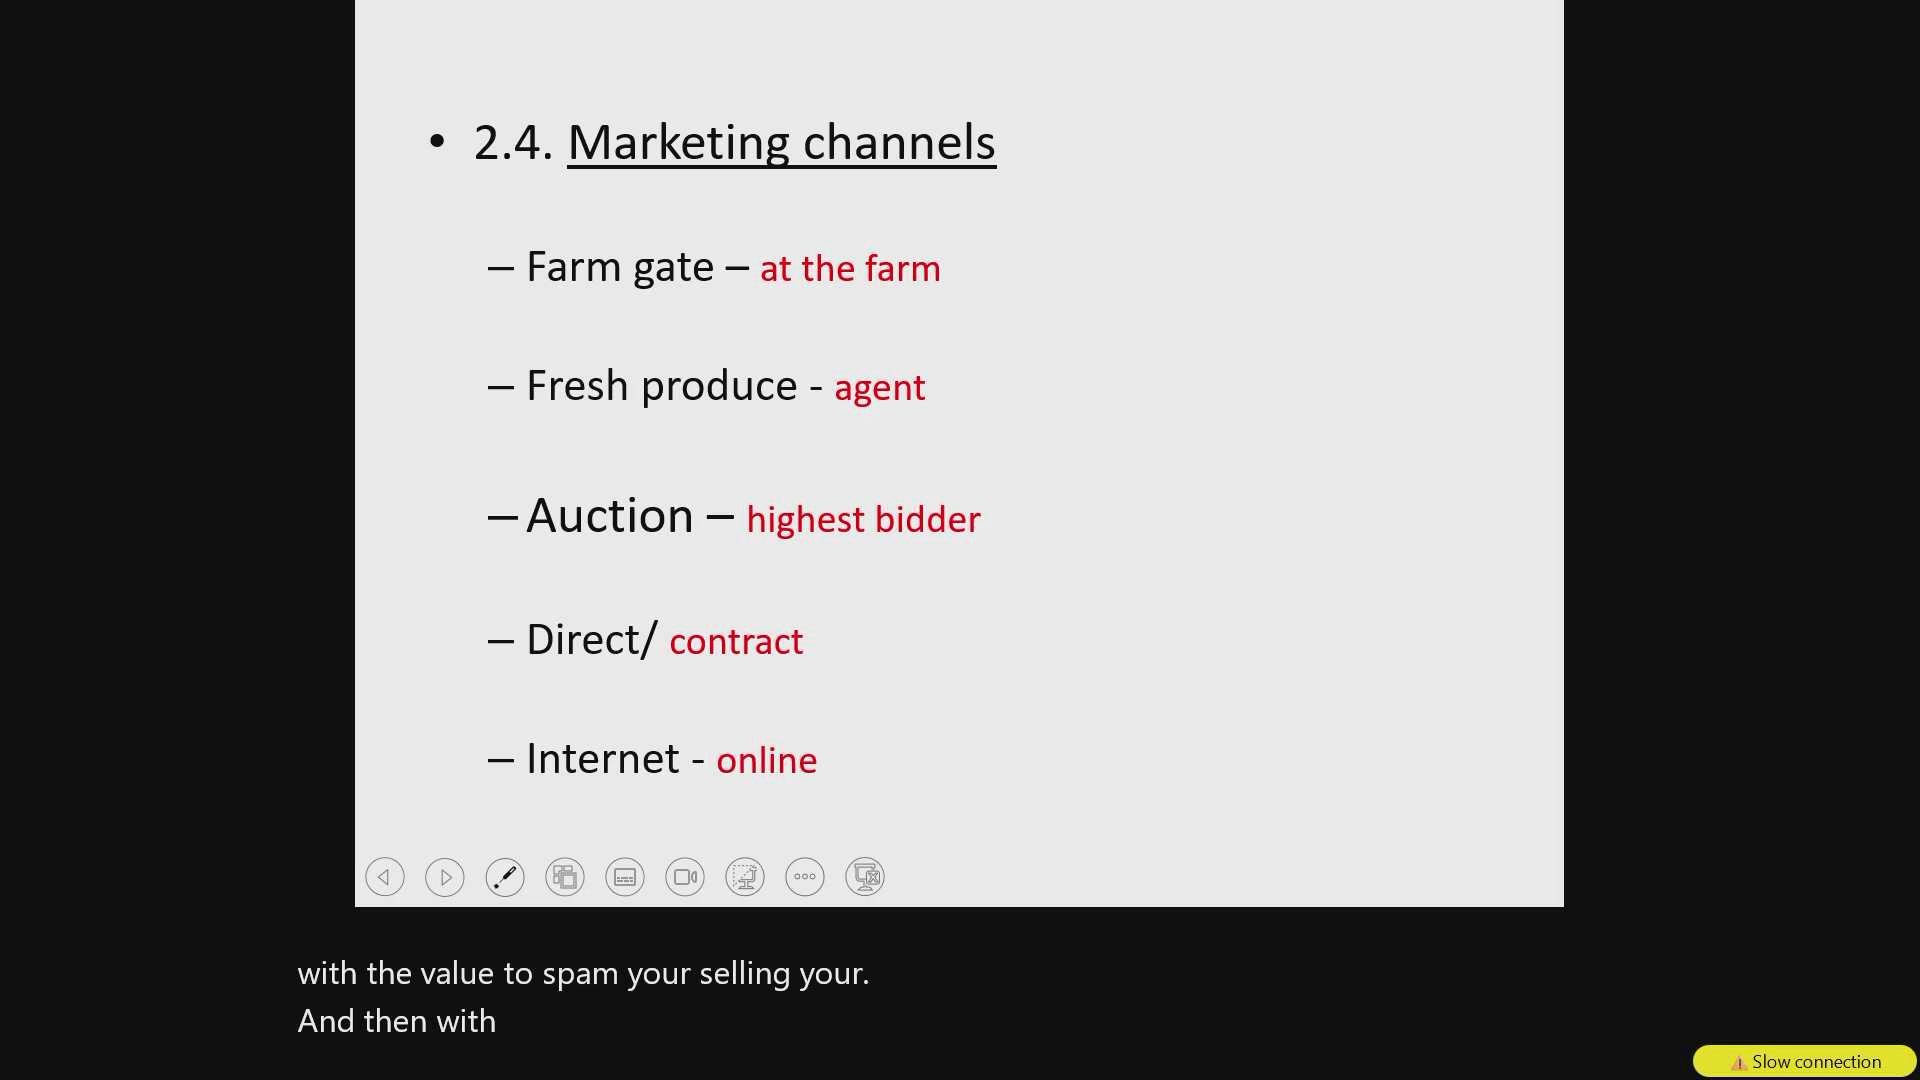 • 2.4. Marketing channels
– Farm gate – at the farm
– Fresh produce - agent
– Auction – highest bidder
– Direct/ contract
– Internet - online
with the value to spam your selling your.
And then with
Slow connection